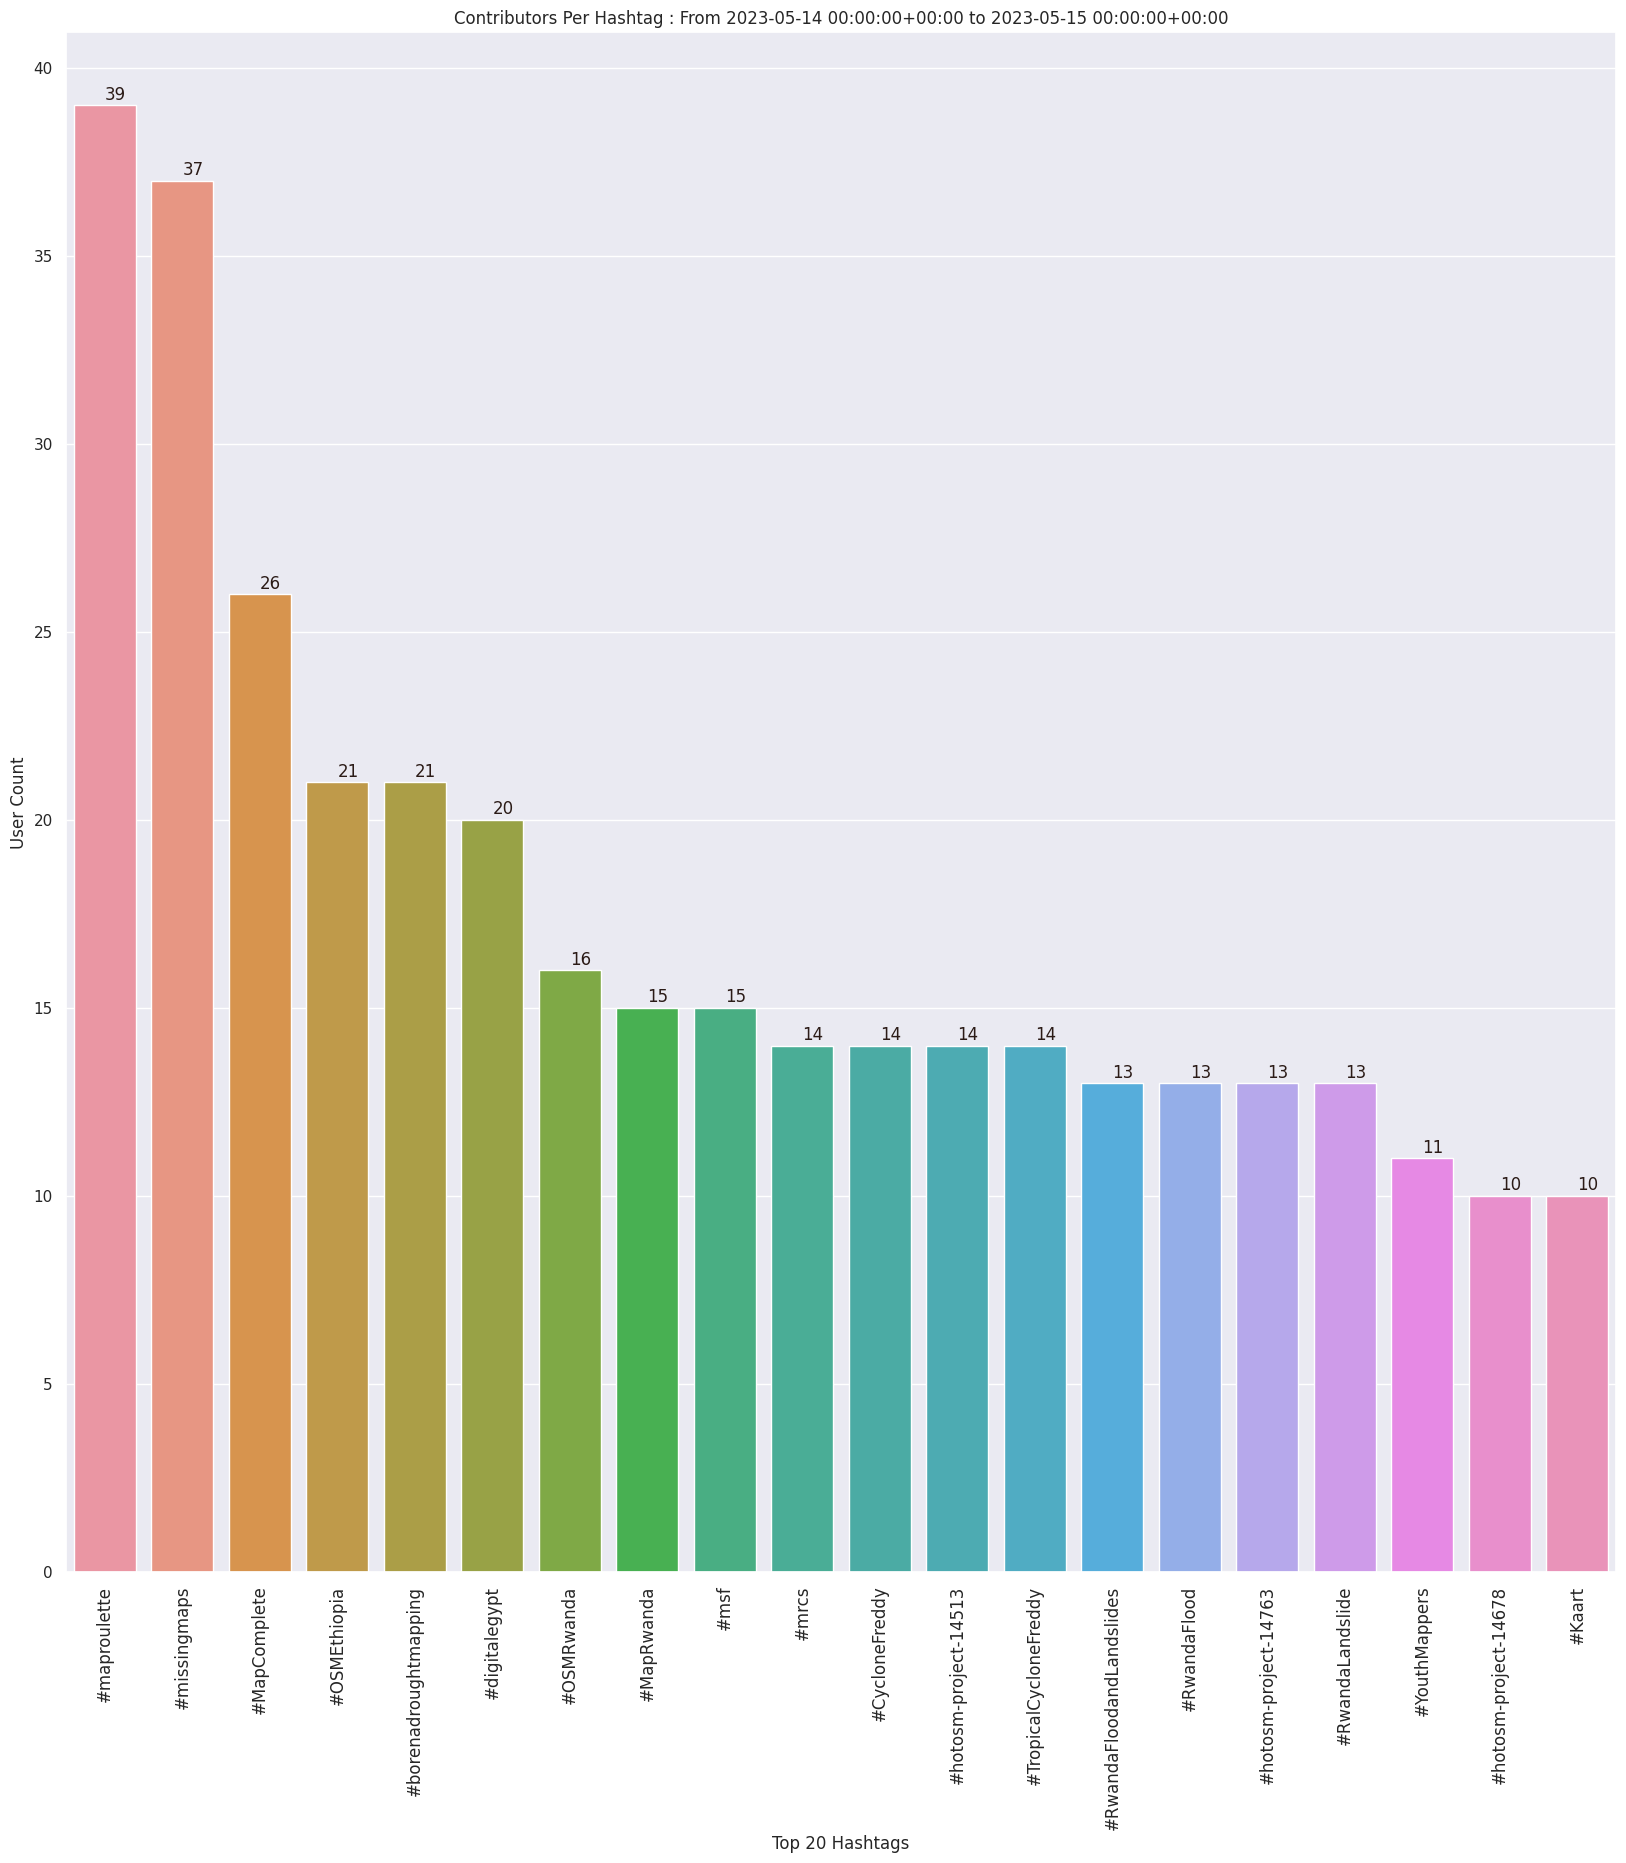 Contributors Per Hashtag : From 2023-05-14 00:00:00+00:00 to 2023-05-15 00:00:00+00:00
User Count
40
35
30
25
20
15
10
5
0
39
37
26
21
21
20
16
15
15
14
14
14
14
13
13
13
13
11
10
10
#maproulette
#missingmaps
#MapComplete
#OSMEthiopia
#borenadroughtmapping
#digitalegypt
#OSMRwanda
#MapRwanda
#msf
#mrcs
#CycloneFreddy
#hotosm-project-14513
#TropicalCycloneFreddy
#RwandaFloodandLandslides
#RwandaFlood
#hotosm-project-14763
#RwandaLandslide
#YouthMappers
#hotosm-project-14678
#Kaart
Top 20 Hashtags